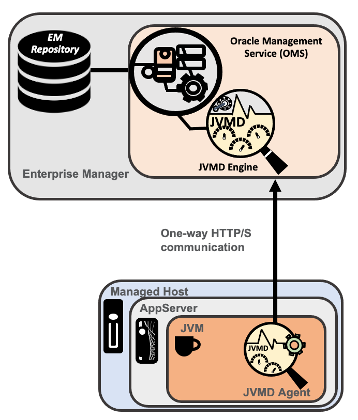 EM
Repository
Oracle Management
Service (OMS)
JVMD
JVMD Engine
Enterprise Manager
One-way HTTP/S
communication
Managed Host
AppServer
JVM
JVMD
JVMD Agent